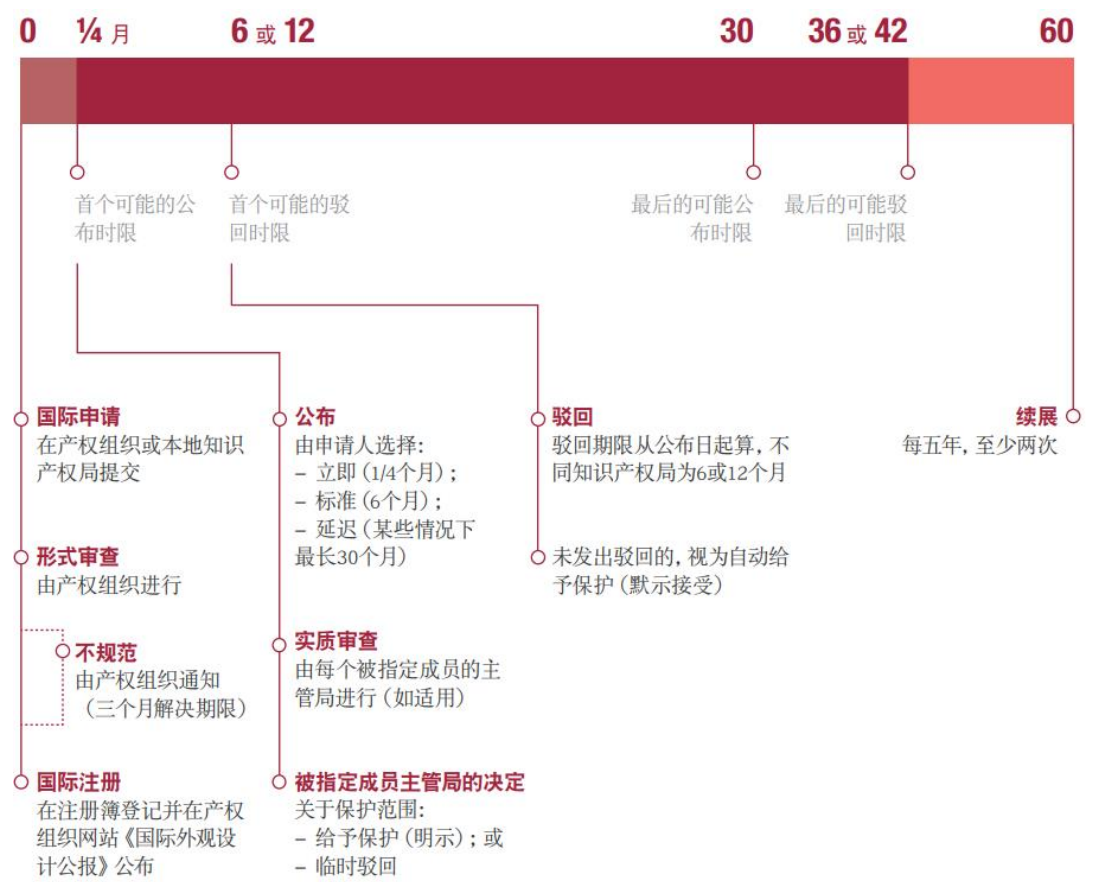 0 ¼ 月 6 或 12 30 36 或 42 60
首个可能的公
布时限
首个可能的驳
回时限
最后的可能公
布时限
最后的可能驳
回时限
国际申请
在产权组织或本地知识
产权局提交
形式审查
由产权组织进行
不规范
由产权组织通知
（三个月解决期限）
国际注册
在注册簿登记并在产权
组织网站《国际外观设
计公报》公布
公布
由申请人选择：
– 立即（1/4个月）；
– 标准（6个月）；
– 延迟（某些情况下
最长30个月）
实质审查
由每个被指定成员的主
管局进行（如适用）
被指定成员主管局的决定
关于保护范围：
– 给予保护（明示）；或
– 临时驳回
驳回
驳回期限从公布日起算，不
同知识产权局为6或12个月
未发出驳回的，视为自动给
予保护（默示接受）
续展
每五年，至少两次